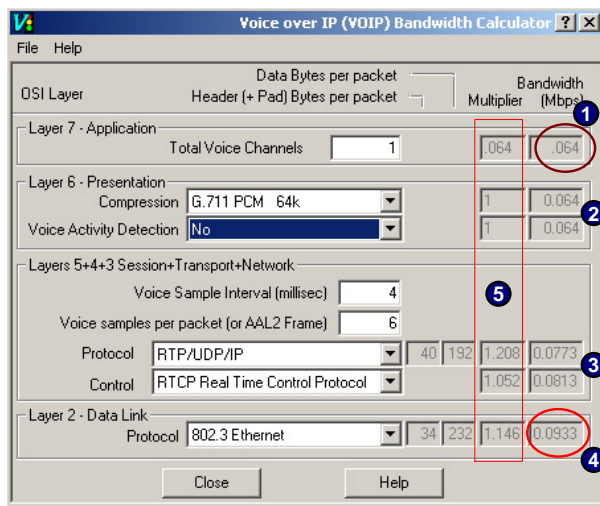 Voice over IP (VOIP) Bandwidth Calculator
File Help
Data Bytes per packet
Header (+ Pad) Bytes per packet
OSI Layer
Bandwidth
Multiplier (Mbps)
1
Layer 7 - Application
Total Voice Channels 1 .064 .064
Layer 6 - Presentation
Compression G.711 PCM 64k 1 0.064
2
Voice Activity Detection No 1 0.064
Layers 5+4+3 Session+Transport+Network
Voice Sample Interval (millisec) 4
5
Voice samples per packet (or AAL2 Frame) 6
Protocol RTP/UDP/IP 40 192 1.208 0.0773
3
Control RTCP Real Time Control Protocol 1.052 0.0813
Layer 2 - Data Link
Protocol 802.3 Ethernet 34 232 1.146 0.0933
4
Close Help